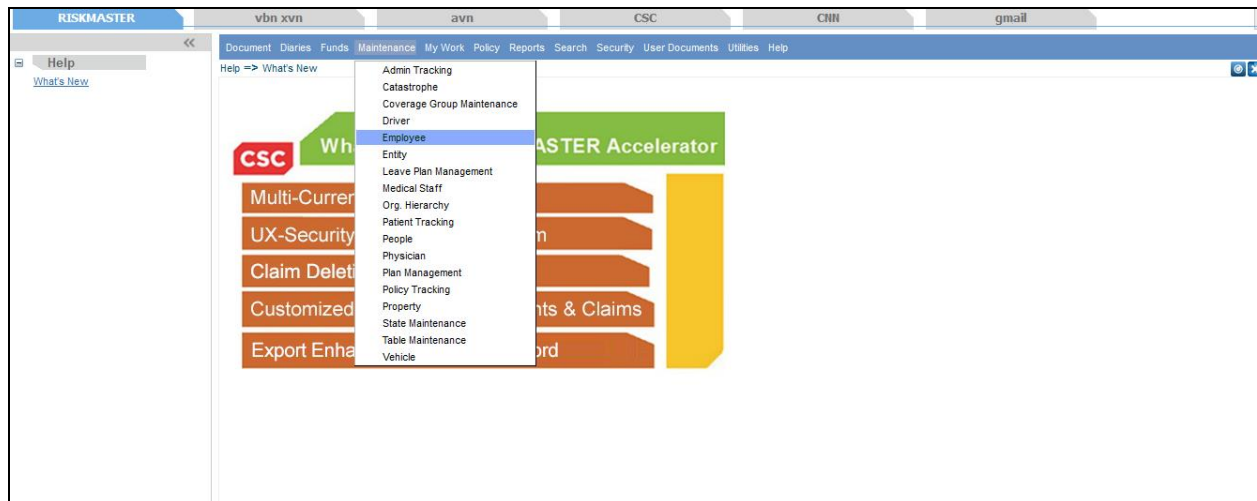 RISKMASTER vbn xvn avn CSC CNN gmail
Document Diaries Funds Maintenance My Work Policy Reports Search Security User Documents Utilities Help
Help
What's New
Help => What's New
Admin Tracking
Catastrophe
Coverage Group Maintenance
Driver
Employee
Entity
Leave Plan Management
Medical Staff
Org. Hierarchy
Patient Tracking
People
Physician
Plan Management
Policy Tracking
Property
State Maintenance
Table Maintenance
Vehicle
CSC
Wh ASTER Accelerator
Multi-Curren
UX-Security m
Claim Deleti
Customized nts & Claims
Export Enha ord